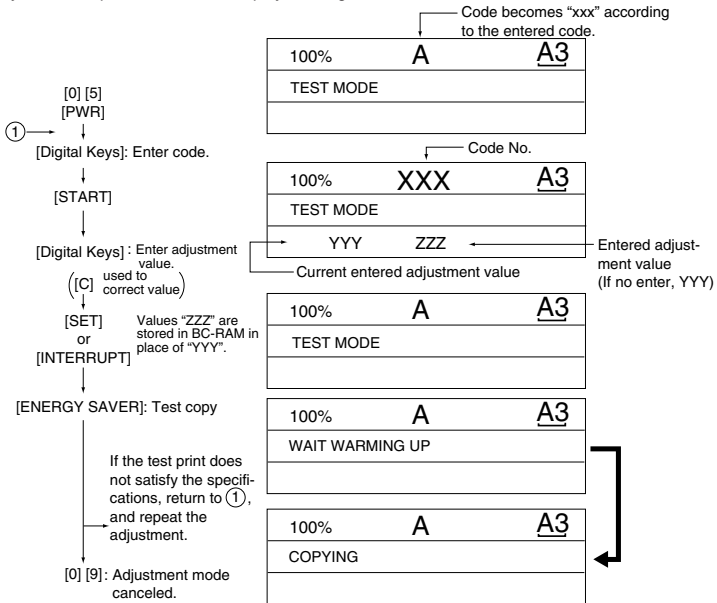 Code becomes “xxx” according
to the entered code.
100% A A3
TEST MODE
[0] [5]
[PWR]
1
[Digital Keys]: Enter code.
[START]
Code No.
100% XXX A3
TEST MODE
YYY ZZZ
[Digital Keys] : Enter adjustment
value.
([C] used to
correct value)
Current entered adjustment value
Entered adjust-
ment value
(If no enter, YYY)
[SET]
or
[INTERRUPT]
Values “ZZZ” are
stored in BC-RAM in
place of “YYY”.
100% A A3
TEST MODE
[ENERGY SAVER]: Test copy
100% A A3
WAIT WARMING UP
If the test print does
not satisfy the specifi-
cations, return to 1,
and repeat the
adjustment.
100% A A3
COPYING
[0] [9]: Adjustment mode
canceled.